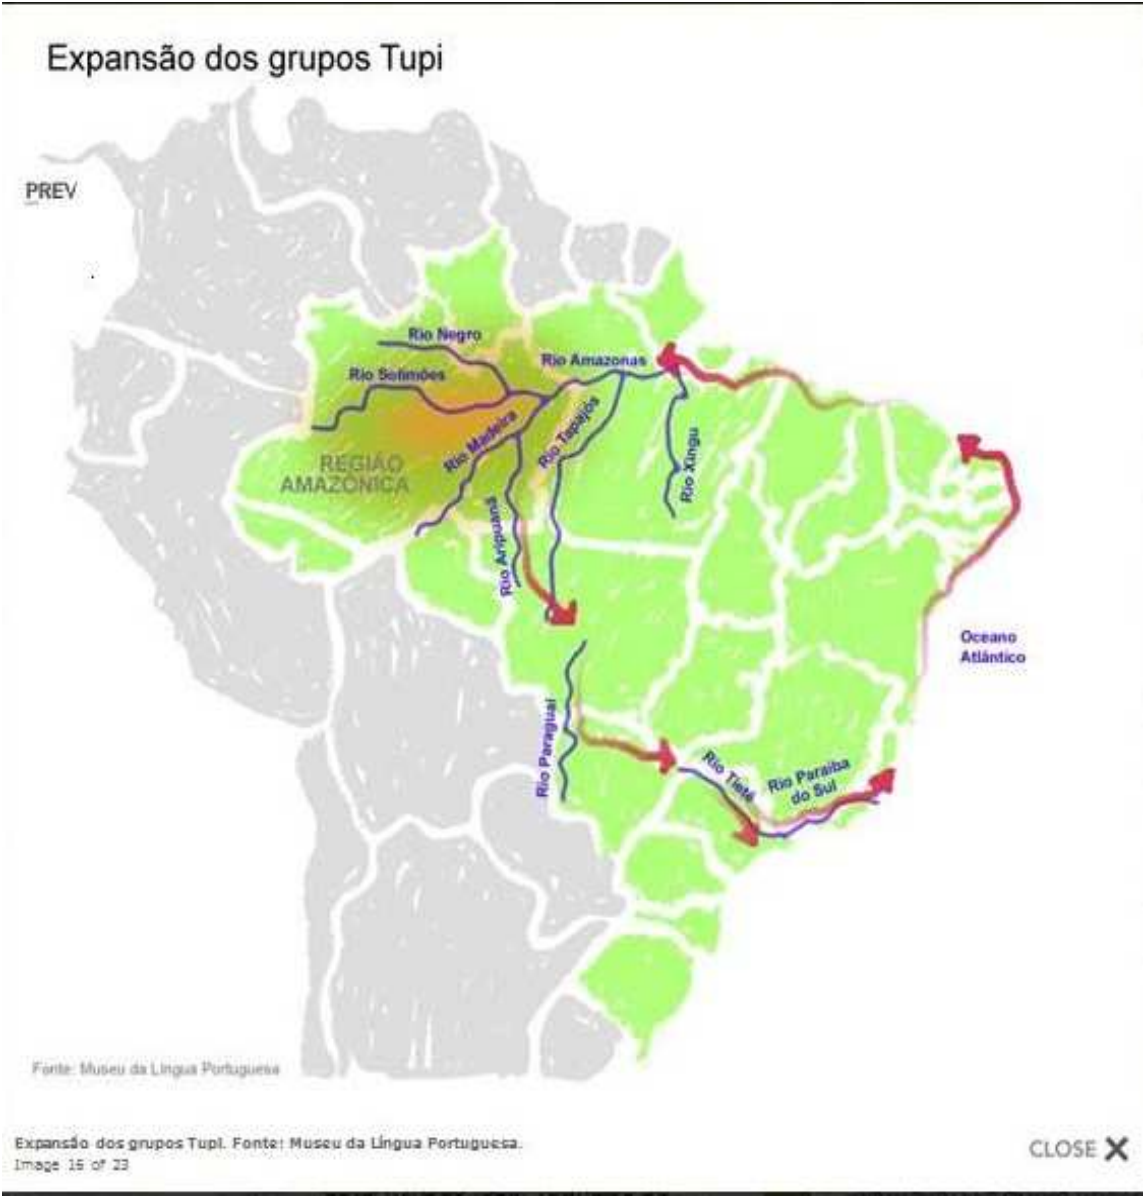 Expansão dos grupos Tupi
PREV
Rio Negro
Rio Amazonas
Rio Solimões
Rio Madeira
Rio Tapajós
REGIÃO
AMAZÔNICA
Rio Xingu
Rio Aripuanã
Oceano
Atlântico
Rio Paraguai
Rio Tietê
Rio Paraíba
do Sul
Fonte: Museu da Língua Portuguesa
Expansão dos grupos Tupi. Fonte: Museu da Língua Portuguesa.
Image 16 of 23
CLOSE X